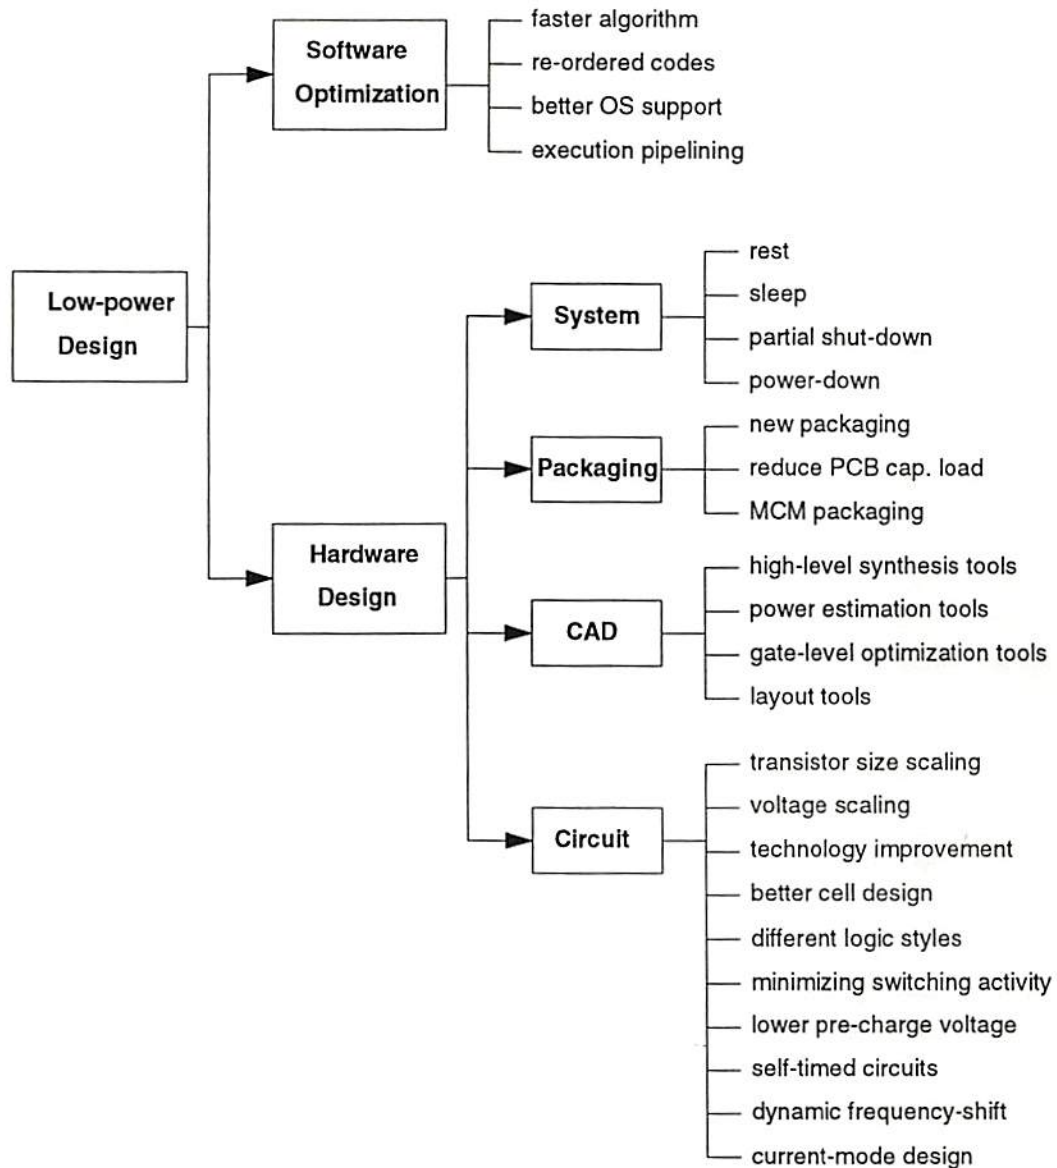 Software
Optimization
faster algorithm
re-ordered codes
better OS support
execution pipelining
Low-power
Design
Hardware
Design
System
rest
sleep
partial shut-down
power-down
Packaging
new packaging
reduce PCB cap. load
MCM packaging
CAD
high-level synthesis tools
power estimation tools
gate-level optimization tools
layout tools
Circuit
transistor size scaling
voltage scaling
technology improvement
better cell design
different logic styles
minimizing switching activity
lower pre-charge voltage
self-timed circuits
dynamic frequency-shift
current-mode design